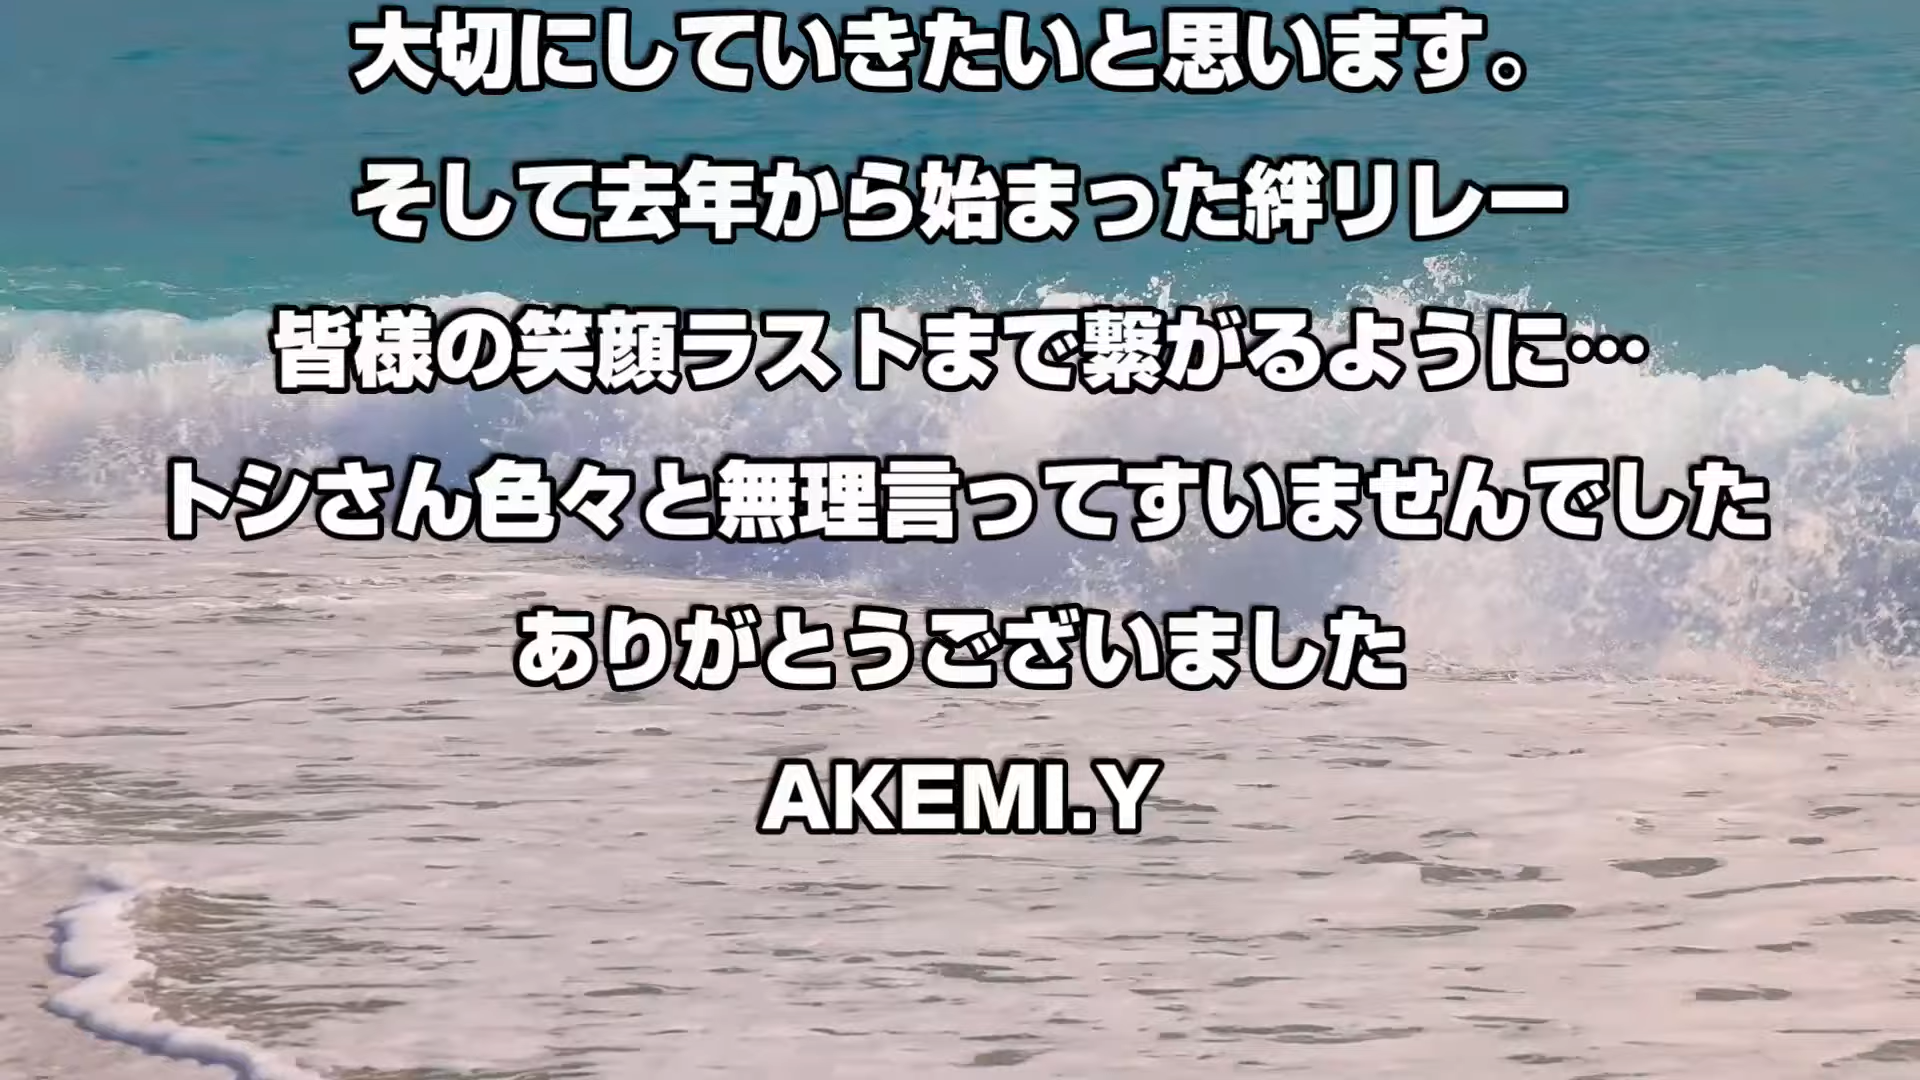 大切にしていきたいと思います。
そして去年から始まった絆リレー
皆様の笑顔ラストまで繋がるように…
トシさん色々と無理言ってすいませんでした
ありがとうございました
AKEMI.Y